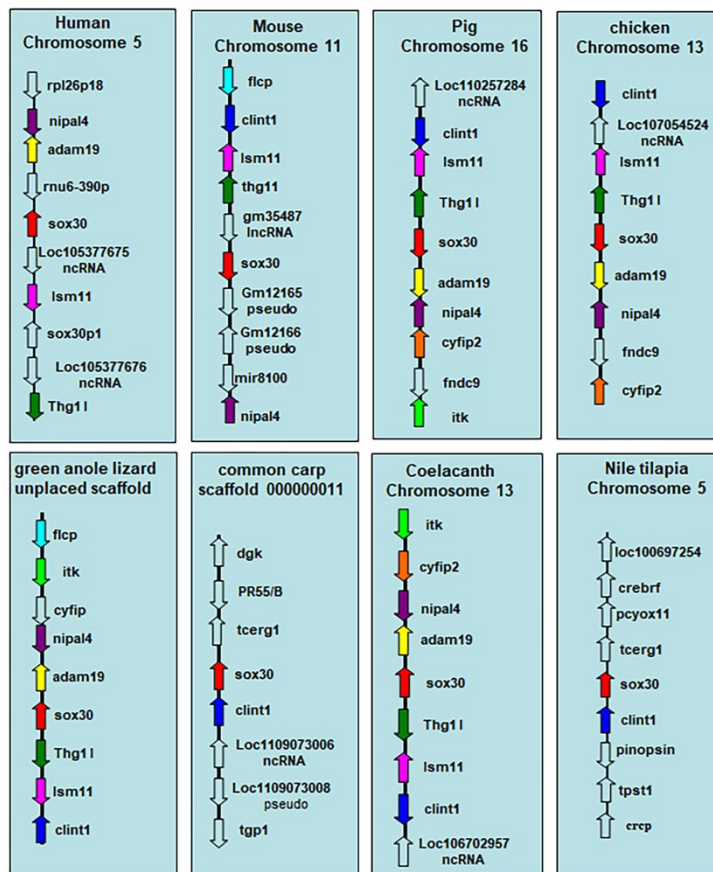 Human
Chromosome 5
rpl26p18
nipal4
adam19
rnu6-390p
sox30
Loc105377675
ncRNA
lsm11
sox30p1
Loc105377676
ncRNA
Thg1 l
Mouse
Chromosome 11
flcp
clint1
lsm11
thg11
gm35487
lncRNA
sox30
Gm12165
pseudo
Gm12166
pseudo
mir8100
nipal4
Pig
Chromosome 16
Loc110257284
ncRNA
clint1
lsm11
Thg1 l
sox30
adam19
nipal4
cyfip2
fndc9
itk
chicken
Chromosome 13
clint1
Loc107054524
ncRNA
lsm11
Thg1 l
sox30
adam19
nipal4
fndc9
cyfip2
green anole lizard
unplaced scaffold
flcp
itk
cyfip
nipal4
adam19
sox30
Thg1 l
lsm11
clint1
common carp
scaffold 000000011
dgk
PR55/B
tcerg1
sox30
clint1
Loc1109073006
ncRNA
Loc1109073008
pseudo
tgp1
Coelacanth
Chromosome 13
itk
cyfip2
nipal4
adam19
sox30
Thg1 l
lsm11
clint1
Loc106702957
ncRNA
Nile tilapia
Chromosome 5
loc100697254
crebrf
pcyox11
tcerg1
sox30
clint1
pinopsin
tpst1
crcp